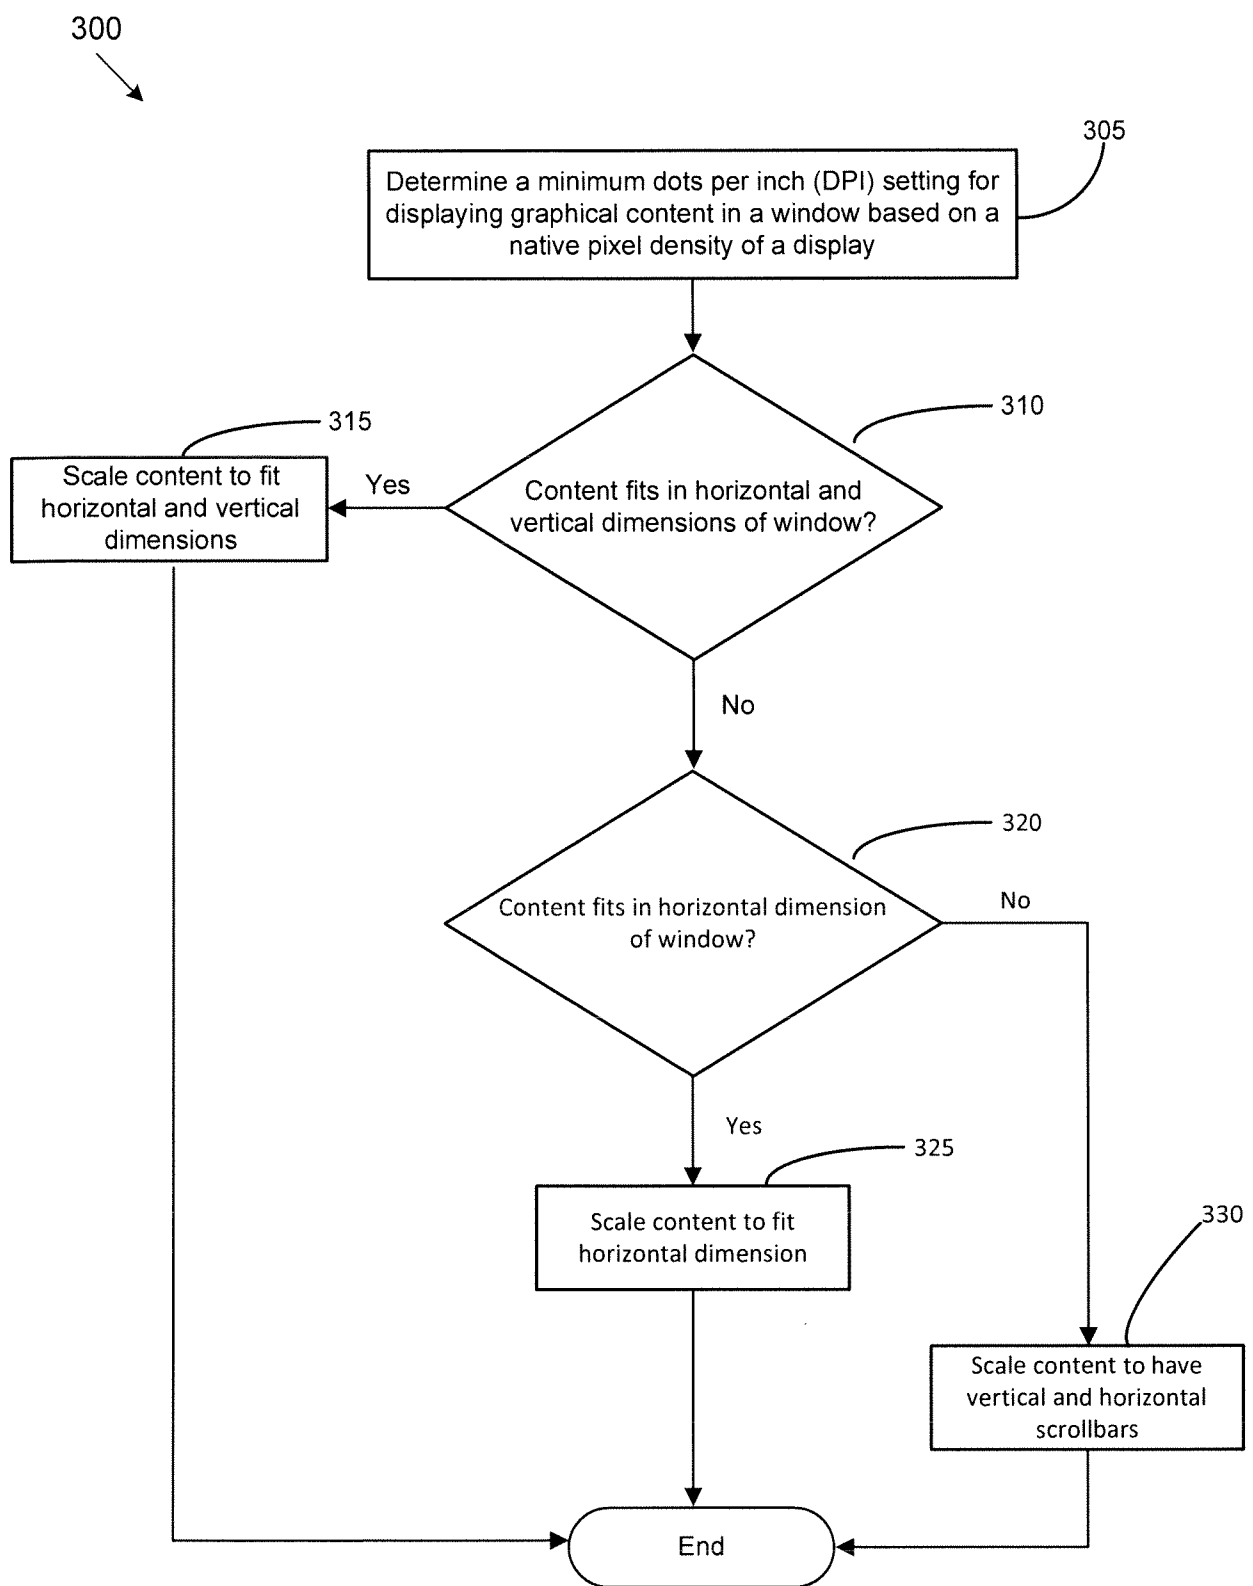 300
305
Determine a minimum dots per inch (DPI) setting for
displaying graphical content in a window based on a
native pixel density of a display
310
Content fits in horizontal and
vertical dimensions of window?
Yes
315
Scale content to fit
horizontal and vertical
dimensions
No
320
Content fits in horizontal dimension
of window?
No
Yes
325
Scale content to fit
horizontal dimension
330
Scale content to have
vertical and horizontal
scrollbars
End